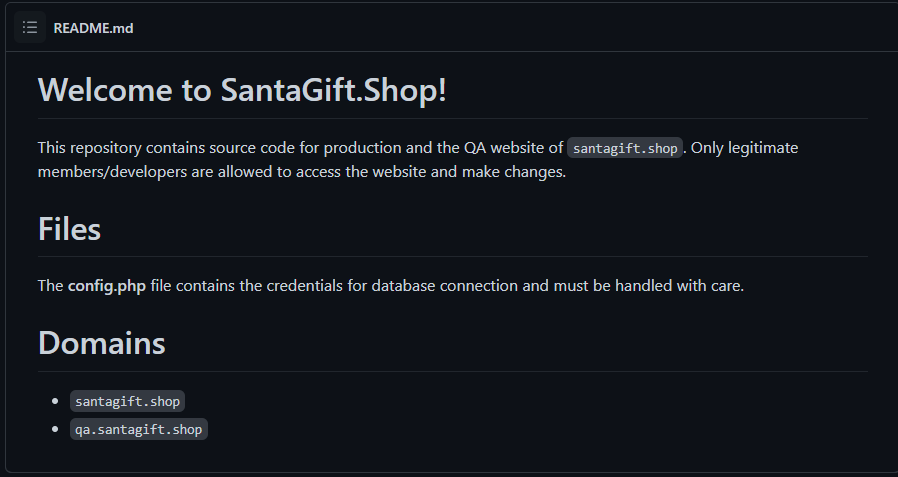 README.md
Welcome to SantaGift.Shop!
This repository contains source code for production and the QA website of santagift.shop. Only legitimate
members/developers are allowed to access the website and make changes.
Files
The config.php file contains the credentials for database connection and must be handled with care.
Domains
santagift.shop
qa.santagift.shop